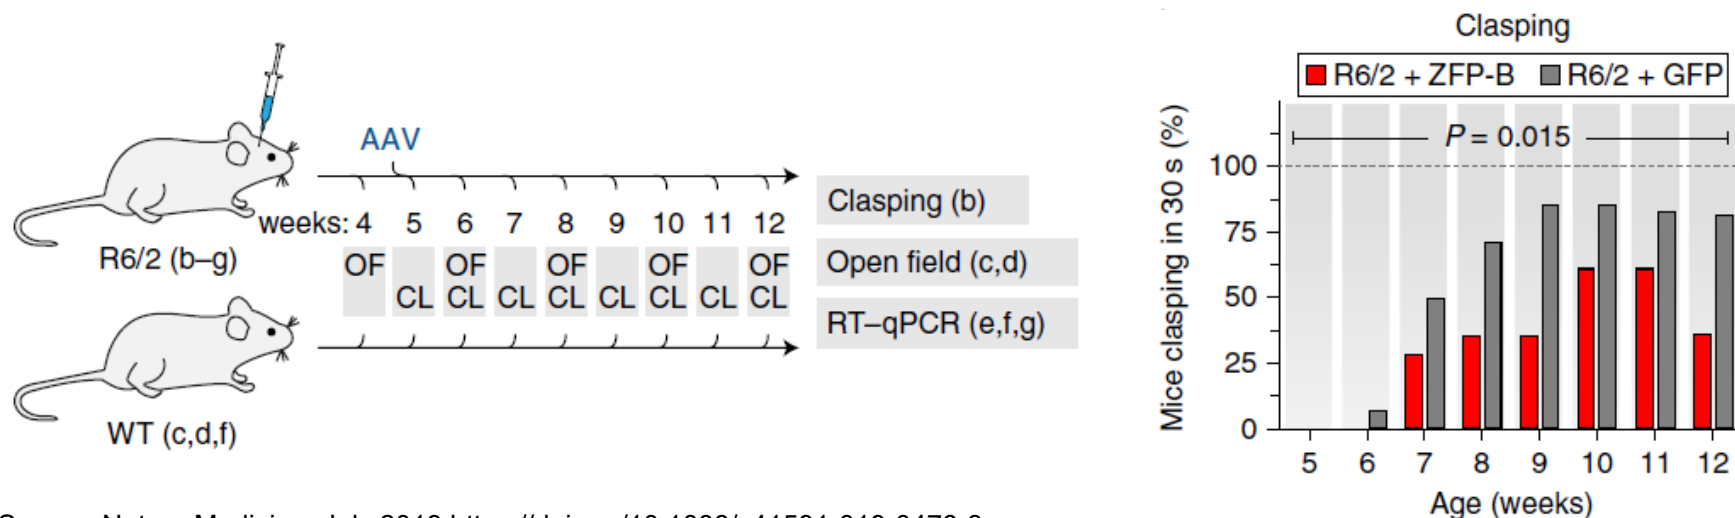 AAV
weeks: 4 5 6 7 8 9 10 11 12
R6/2 (b–g)
OF OF OF OF OF
CL CL CL CL CL CL CL CL
WT (c,d,f)
Clasping (b)
Open field (c,d)
RT–qPCR (e,f,g)
Clasping
R6/2 + ZFP-B R6/2 + GFP
P = 0.015
Mice clasping in 30 s (%)
100
75
50
25
0
5 6 7 8 9 10 11 12
Age (weeks)